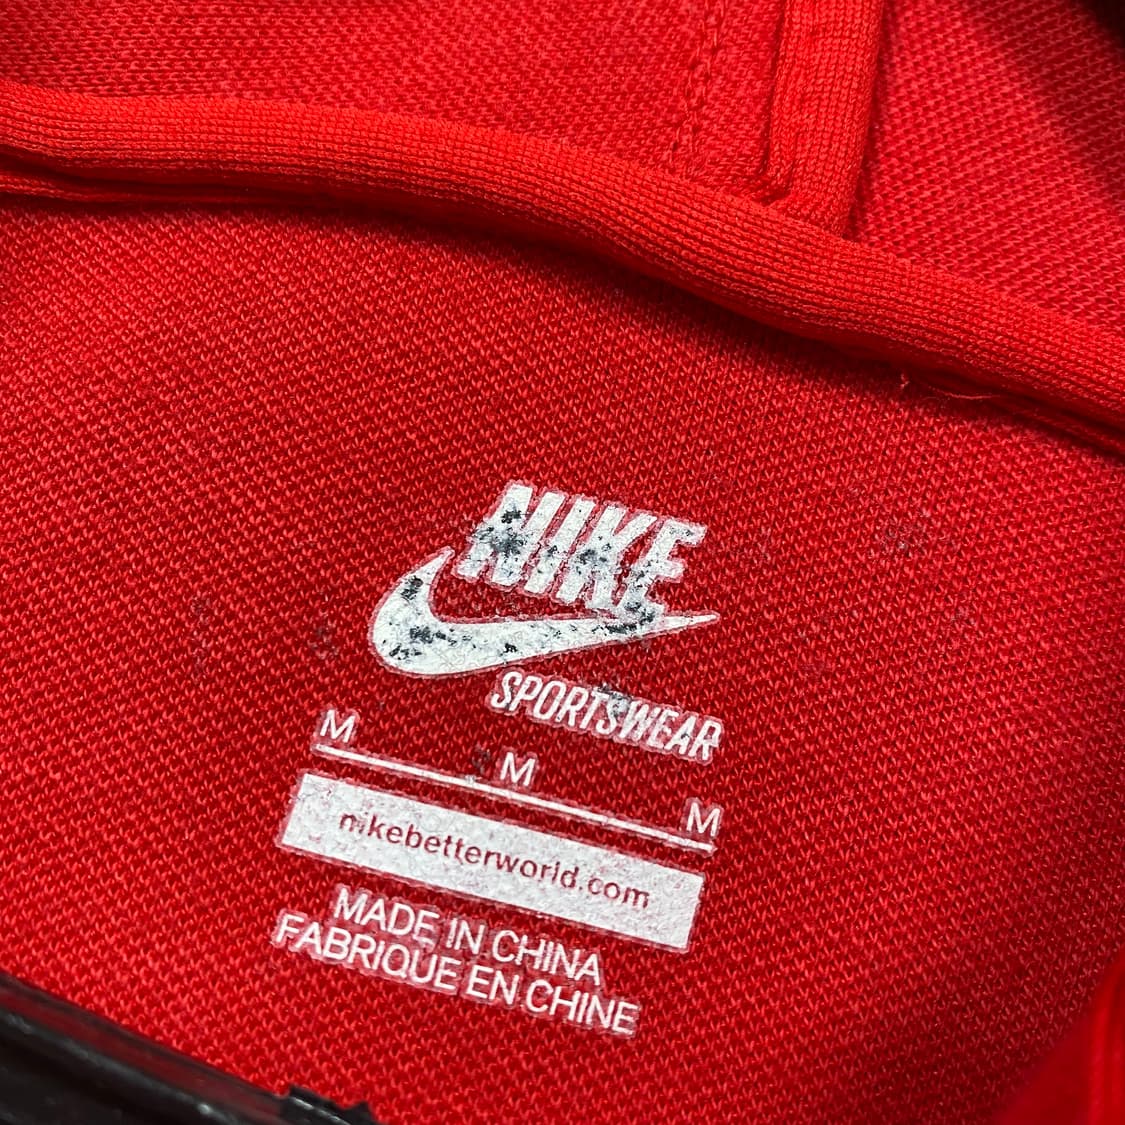 NIKE
SPORTSWEAR
M
M
M
nikebetterworld.com
MADE IN CHINA
FABRIQUE EN CHINE